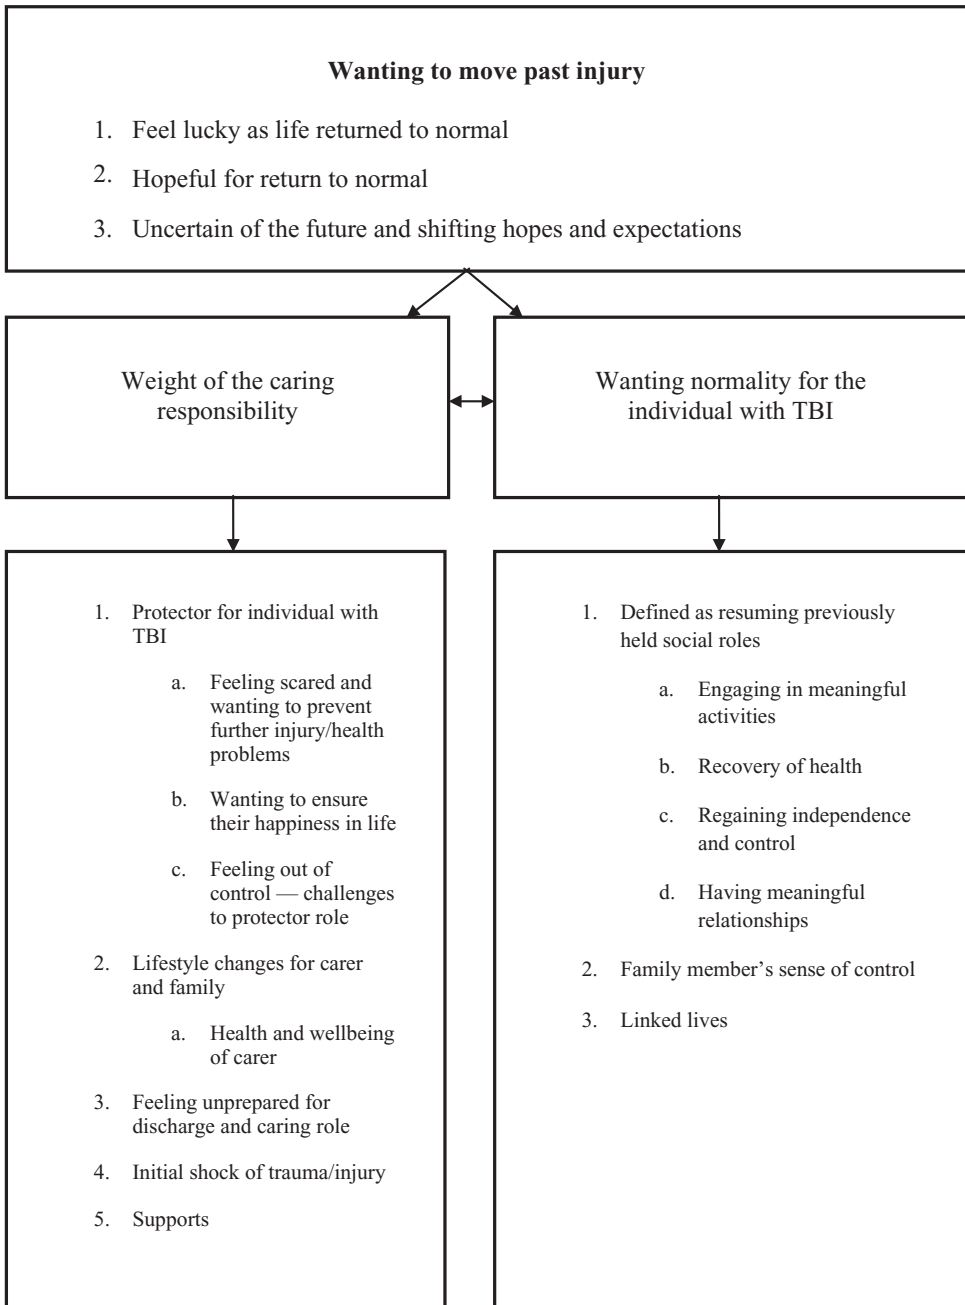 Wanting to move past injury
1. Feel lucky as life returned to normal
2. Hopeful for return to normal
3. Uncertain of the future and shifting hopes and expectations
Weight of the caring
responsibility
Wanting normality for the
individual with TBI
1. Protector for individual with
TBI
a. Feeling scared and
wanting to prevent
further injury/health
problems
b. Wanting to ensure
their happiness in life
c. Feeling out of
control — challenges
to protector role
2. Lifestyle changes for carer
and family
a. Health and wellbeing
of carer
3. Feeling unprepared for
discharge and caring role
4. Initial shock of trauma/injury
5. Supports
1. Defined as resuming previously
held social roles
a. Engaging in meaningful
activities
b. Recovery of health
c. Regaining independence
and control
d. Having meaningful
relationships
2. Family member’s sense of control
3. Linked lives